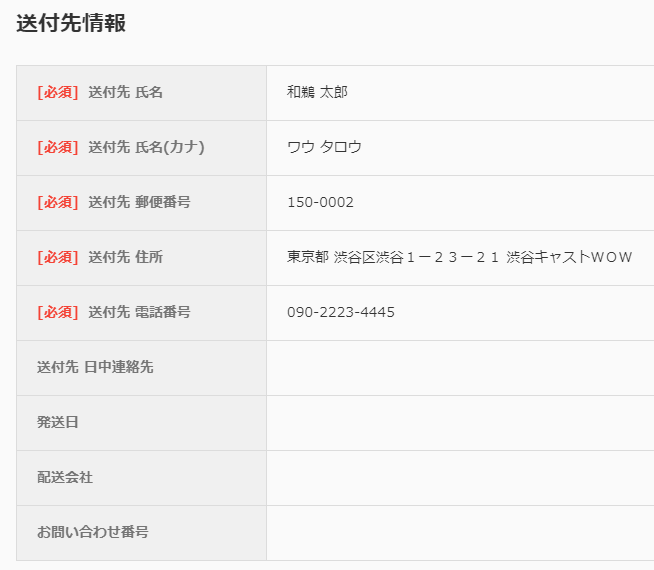 送付先情報
[必須] 送付先 氏名 和鵜 太郎
[必須] 送付先 氏名(カナ) ワウ タロウ
[必須] 送付先 郵便番号 150-0002
[必須] 送付先 住所 東京都 渋谷区渋谷１－２３－２１ 渋谷キャストＷＯＷ
[必須] 送付先 電話番号 090-2223-4445
送付先 日中連絡先
発送日
配送会社
お問い合わせ番号